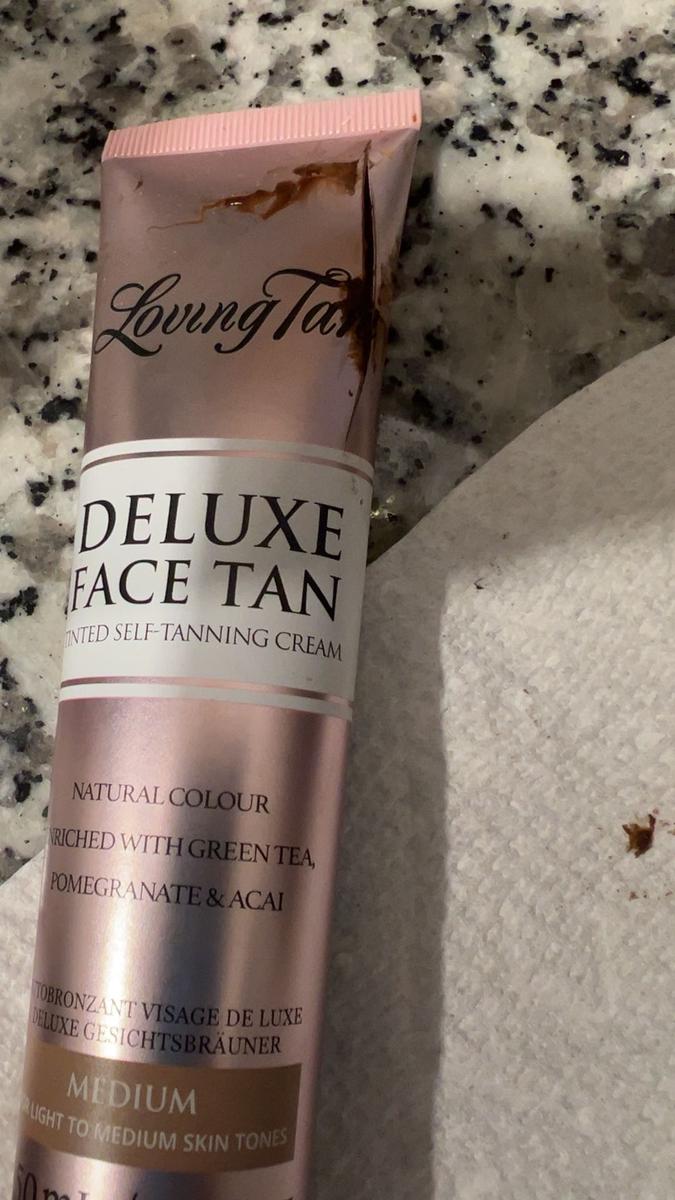 Loving Tan
DELUXE
FACE TAN
TINTED SELF-TANNING CREAM
NATURAL COLOUR
ENRICHED WITH GREEN TEA,
POMEGRANATE & ACAI
AUTOBRONZANT VISAGE DE LUXE
DELUXE GESICHTSBRÄUNER
MEDIUM
LIGHT TO MEDIUM SKIN TONES